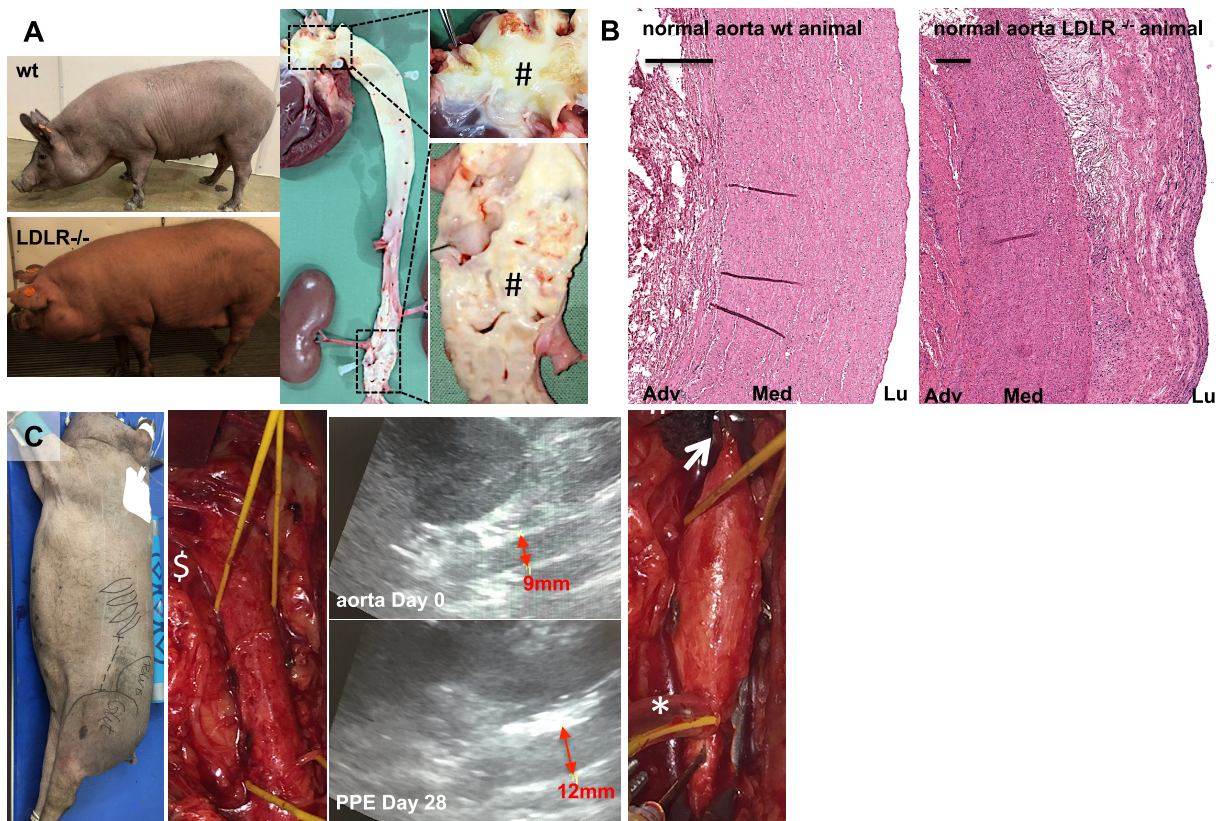 A
wt
LDLR-/-
#
#
B
normal aorta wt animal
normal aorta LDLR -/- animal
Adv Med Lu
Adv Med Lu
C
$
9mm
aorta Day 0
12mm
PPE Day 28
*